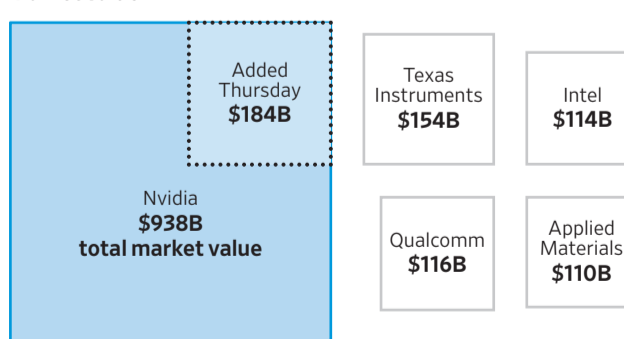 Added
Thursday
$184B
Nvidia
$938B
total market value
Texas
Instruments
$154B
Intel
$114B
Qualcomm
$116B
Applied
Materials
$110B